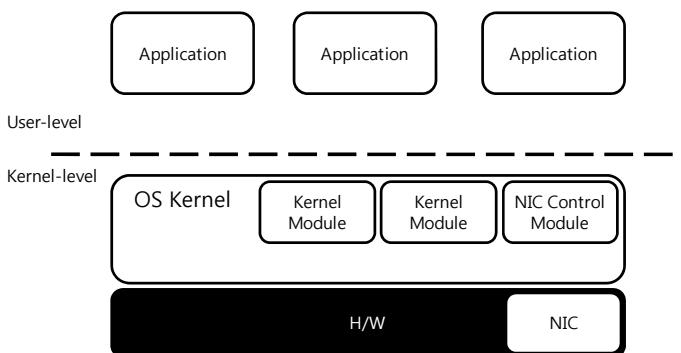 Application
Application
Application
User-level
Kernel-level
OS Kernel
Kernel
Module
Kernel
Module
NIC Control
Module
H/W
NIC